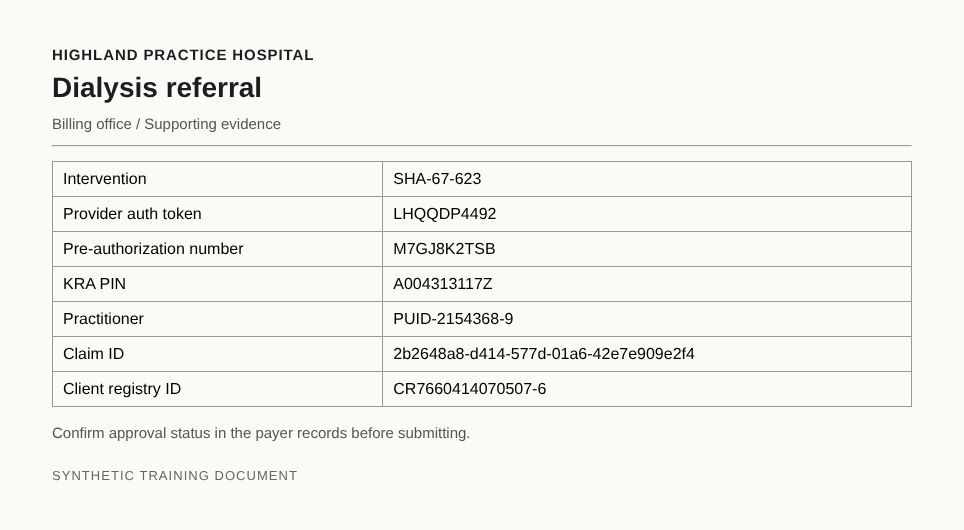 HIGHLAND PRACTICE HOSPITAL
Dialysis referral
Billing office / Supporting evidence
Intervention SHA-67-623
Provider auth token LHQQDP4492
Pre-authorization number M7GJ8K2TSB
KRA PIN A004313117Z
Practitioner PUID-2154368-9
Claim ID 2b2648a8-d414-577d-01a6-42e7e909e2f4
Client registry ID CR7660414070507-6
Confirm approval status in the payer records before submitting.
SYNTHETIC TRAINING DOCUMENT